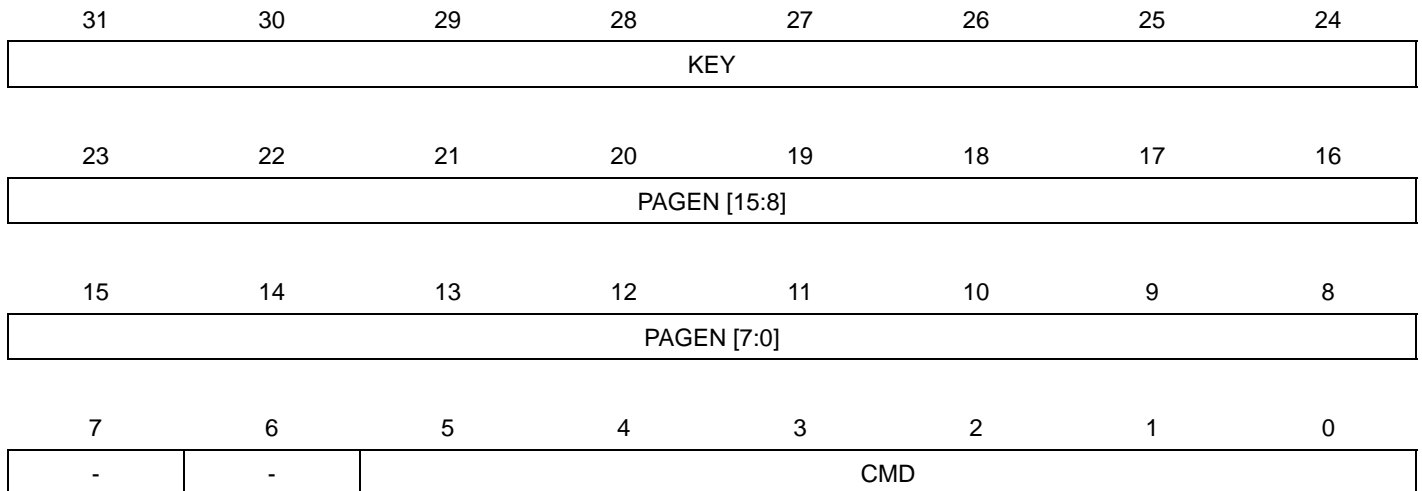 31 30 29 28 27 26 25 24
KEY
23 22 21 20 19 18 17 16
PAGEN [15:8]
15 14 13 12 11 10 9 8
PAGEN [7:0]
7 6 5 4 3 2 1 0
- - CMD